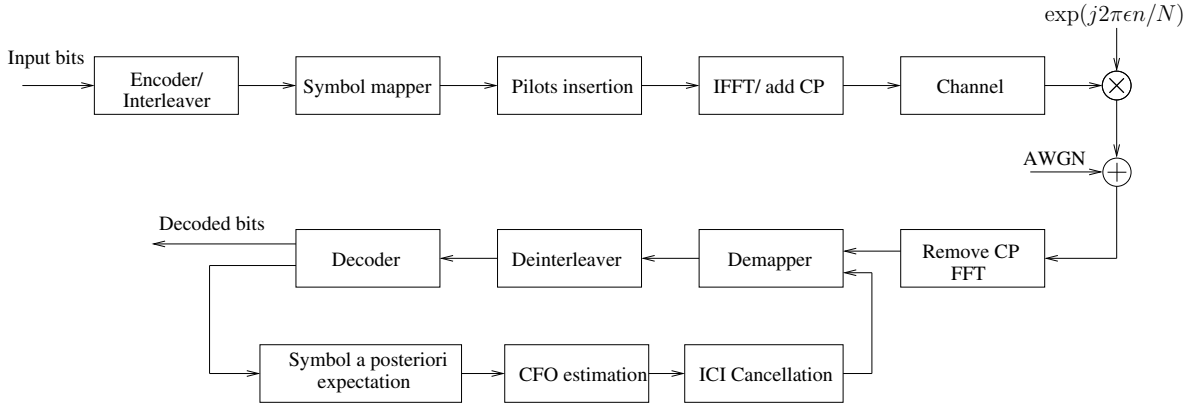 exp(j2πϵn/N)
Input bits
Encoder/
Interleaver
Symbol mapper
Pilots insertion
IFFT/ add CP
Channel
AWGN
Decoded bits
Decoder
Deinterleaver
Demapper
Remove CP
FFT
Symbol a posteriori
expectation
CFO estimation
ICI Cancellation